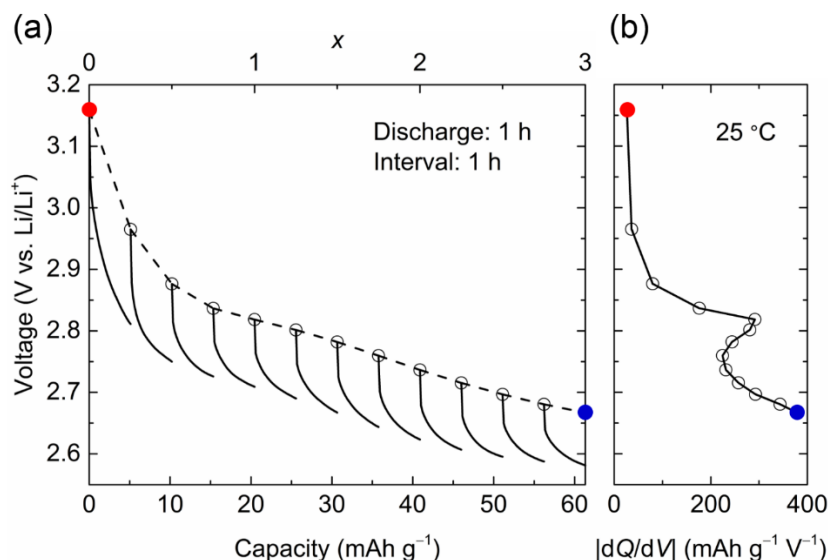 (a)
x
0 1 2 3
3.2
3.1
3.0
2.9
2.8
2.7
2.6
Voltage (V vs. Li/Li⁺)
Discharge: 1 h
Interval: 1 h
0 10 20 30 40 50 60
Capacity (mAh g⁻¹)
(b)
25 °C
0 200 400
|dQ/dV| (mAh g⁻¹ V⁻¹)